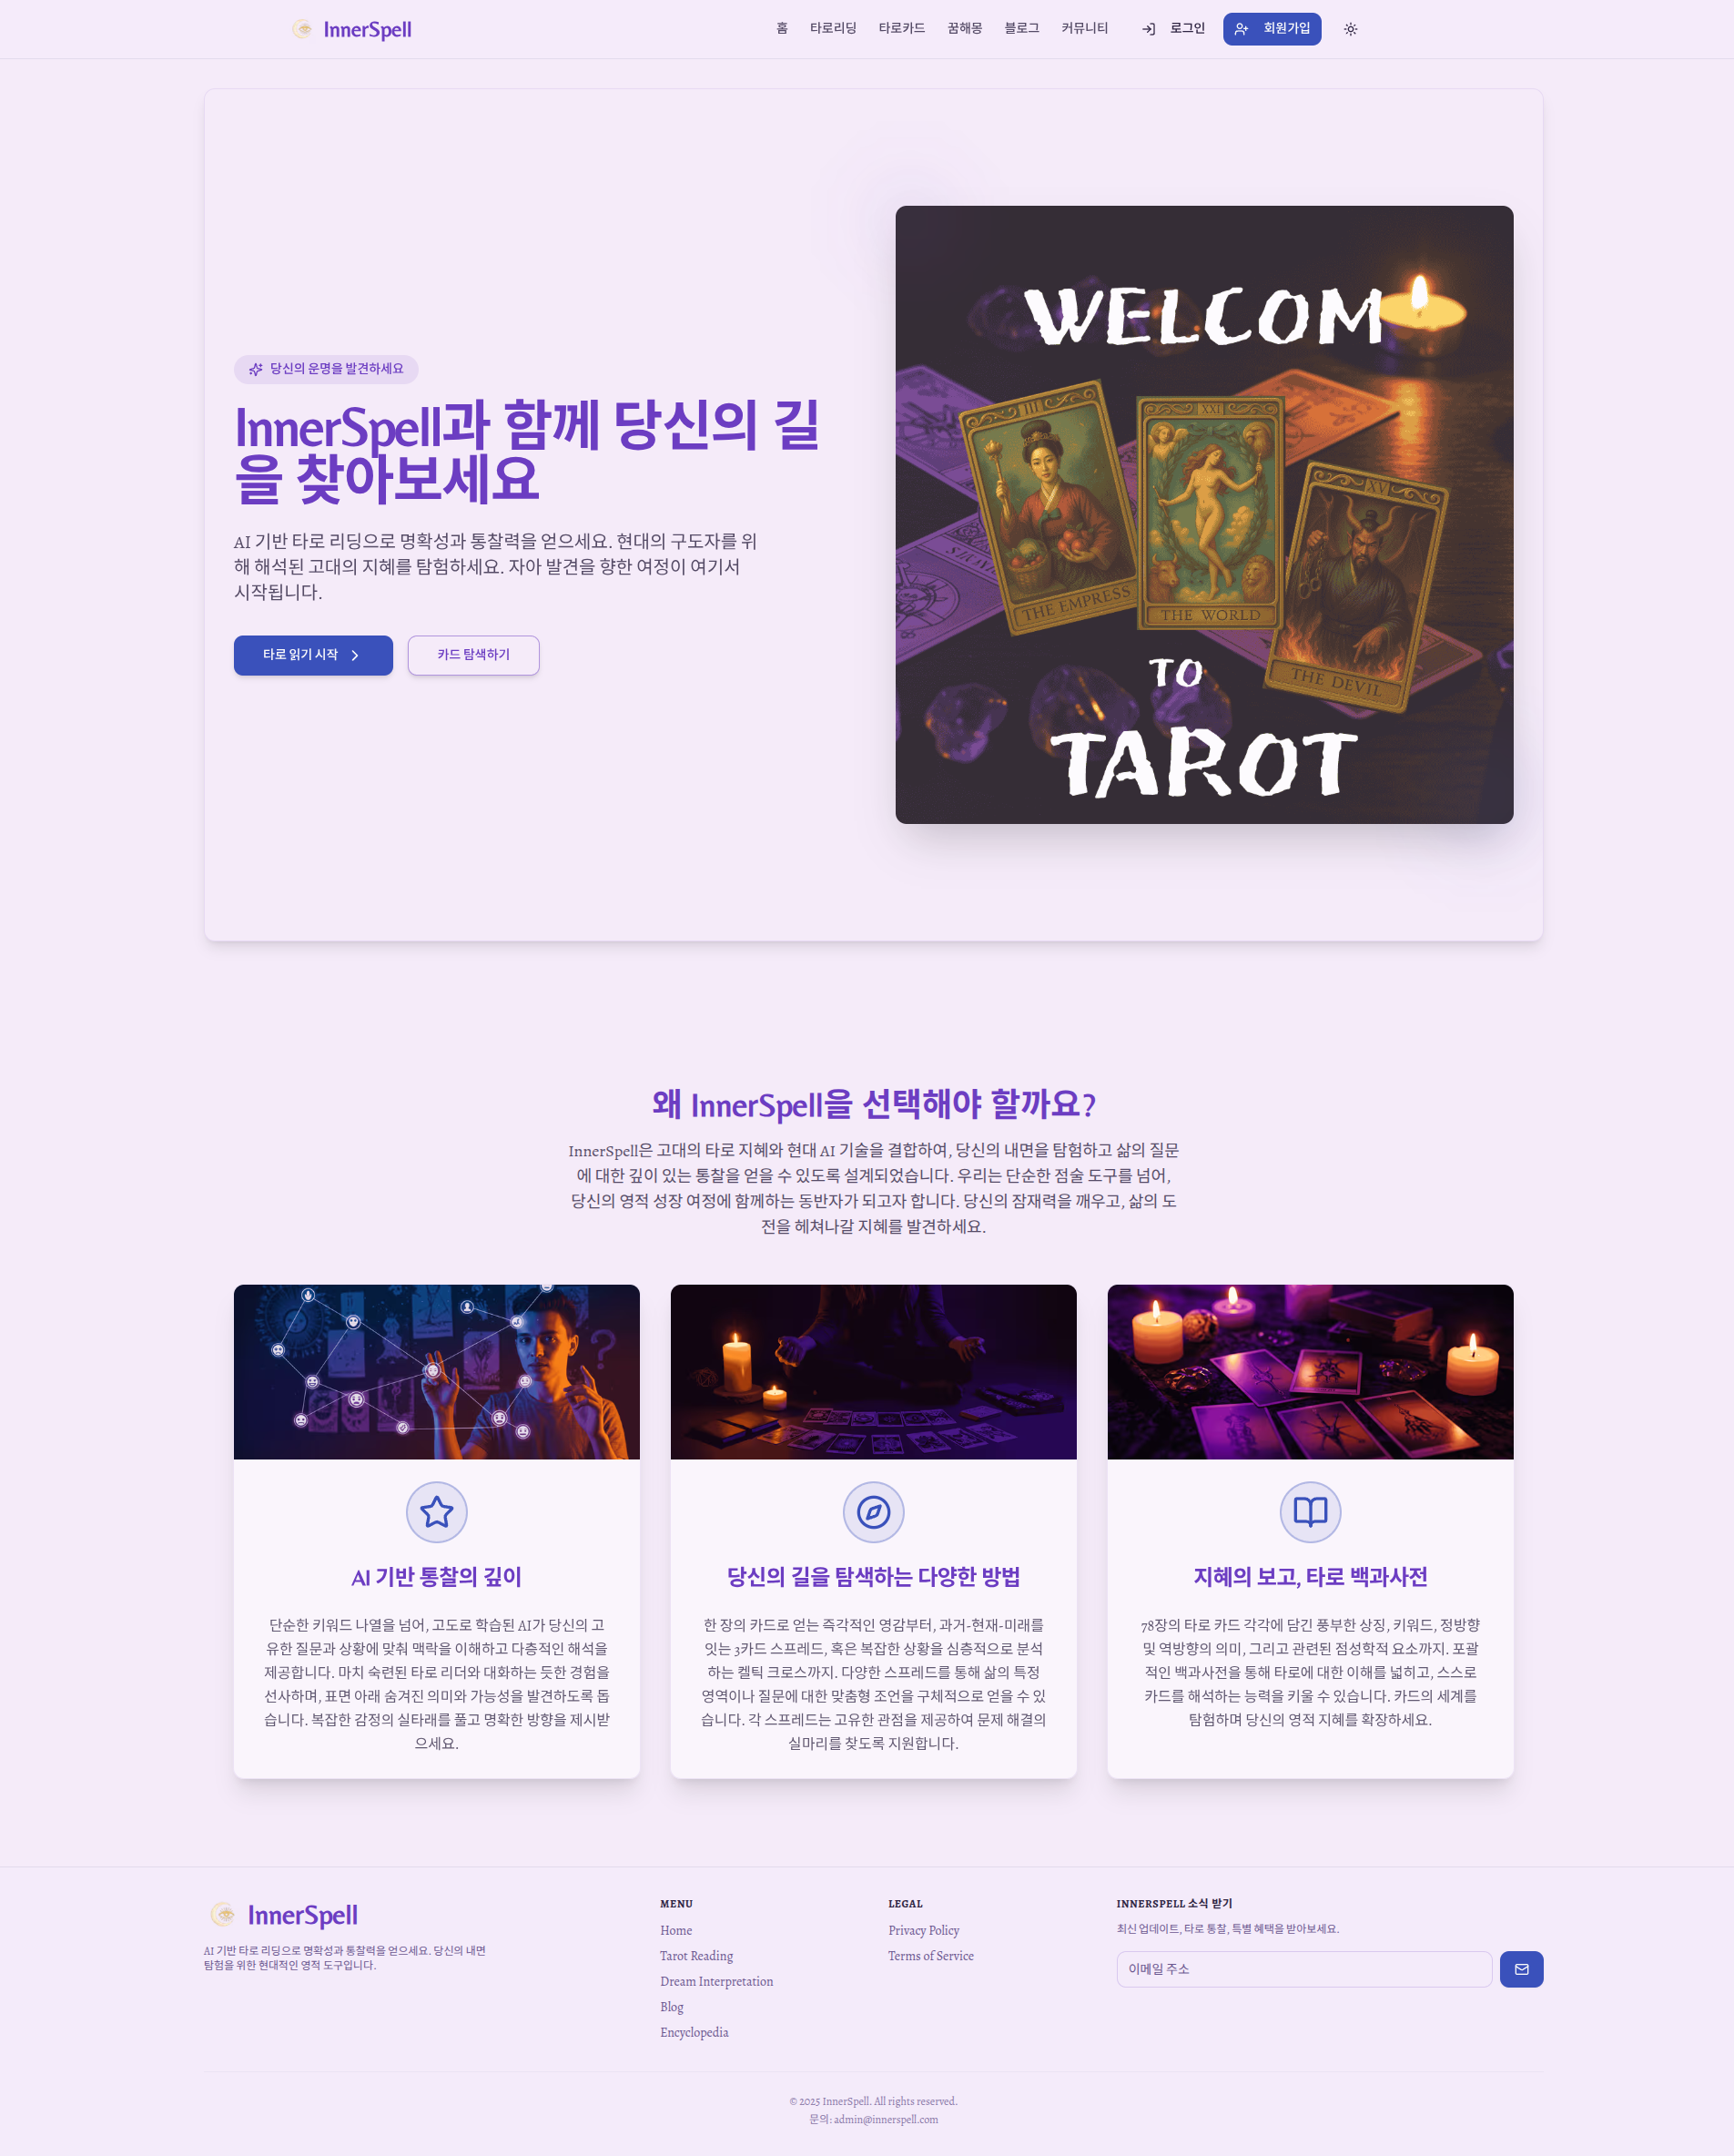 InnerSpell
홈 타로리딩 타로카드 꿈해몽 블로그 커뮤니티 로그인 회원가입
당신의 운명을 발견하세요
InnerSpell과 함께 당신의 길
을 찾아보세요
AI 기반 타로 리딩으로 명확성과 통찰력을 얻으세요. 현대의 구도자를 위
해 해석된 고대의 지혜를 탐험하세요. 자아 발견을 향한 여정이 여기서
시작됩니다.
타로 읽기 시작
카드 탐색하기
WELCOM
III
THE EMPRESS
XXI
THE WORLD
XV
THE DEVIL
TO
TAROT
왜 InnerSpell을 선택해야 할까요?
InnerSpell은 고대의 타로 지혜와 현대 AI 기술을 결합하여, 당신의 내면을 탐험하고 삶의 질문
에 대한 깊이 있는 통찰을 얻을 수 있도록 설계되었습니다. 우리는 단순한 점술 도구를 넘어,
당신의 영적 성장 여정에 함께하는 동반자가 되고자 합니다. 당신의 잠재력을 깨우고, 삶의 도
전을 헤쳐나갈 지혜를 발견하세요.
AI 기반 통찰의 깊이
단순한 키워드 나열을 넘어, 고도로 학습된 AI가 당신의 고
유한 질문과 상황에 맞춰 맥락을 이해하고 다층적인 해석을
제공합니다. 마치 숙련된 타로 리더와 대화하는 듯한 경험을
선사하며, 표면 아래 숨겨진 의미와 가능성을 발견하도록 돕
습니다. 복잡한 감정의 실타래를 풀고 명확한 방향을 제시받
으세요.
당신의 길을 탐색하는 다양한 방법
한 장의 카드로 얻는 즉각적인 영감부터, 과거-현재-미래를
잇는 3카드 스프레드, 혹은 복잡한 상황을 심층적으로 분석
하는 켈틱 크로스까지. 다양한 스프레드를 통해 삶의 특정
영역이나 질문에 대한 맞춤형 조언을 구체적으로 얻을 수 있
습니다. 각 스프레드는 고유한 관점을 제공하여 문제 해결의
실마리를 찾도록 지원합니다.
지혜의 보고, 타로 백과사전
78장의 타로 카드 각각에 담긴 풍부한 상징, 키워드, 정방향
및 역방향의 의미, 그리고 관련된 점성학적 요소까지. 포괄
적인 백과사전을 통해 타로에 대한 이해를 넓히고, 스스로
카드를 해석하는 능력을 키울 수 있습니다. 카드의 세계를
탐험하며 당신의 영적 지혜를 확장하세요.
InnerSpell
AI 기반 타로 리딩으로 명확성과 통찰력을 얻으세요. 당신의 내면
탐험을 위한 현대적인 영적 도구입니다.
MENU
Home
Tarot Reading
Dream Interpretation
Blog
Encyclopedia
LEGAL
Privacy Policy
Terms of Service
INNERSPELL 소식 받기
최신 업데이트, 타로 통찰, 특별 혜택을 받아보세요.
이메일 주소
© 2025 InnerSpell. All rights reserved.
문의: admin@innerspell.com